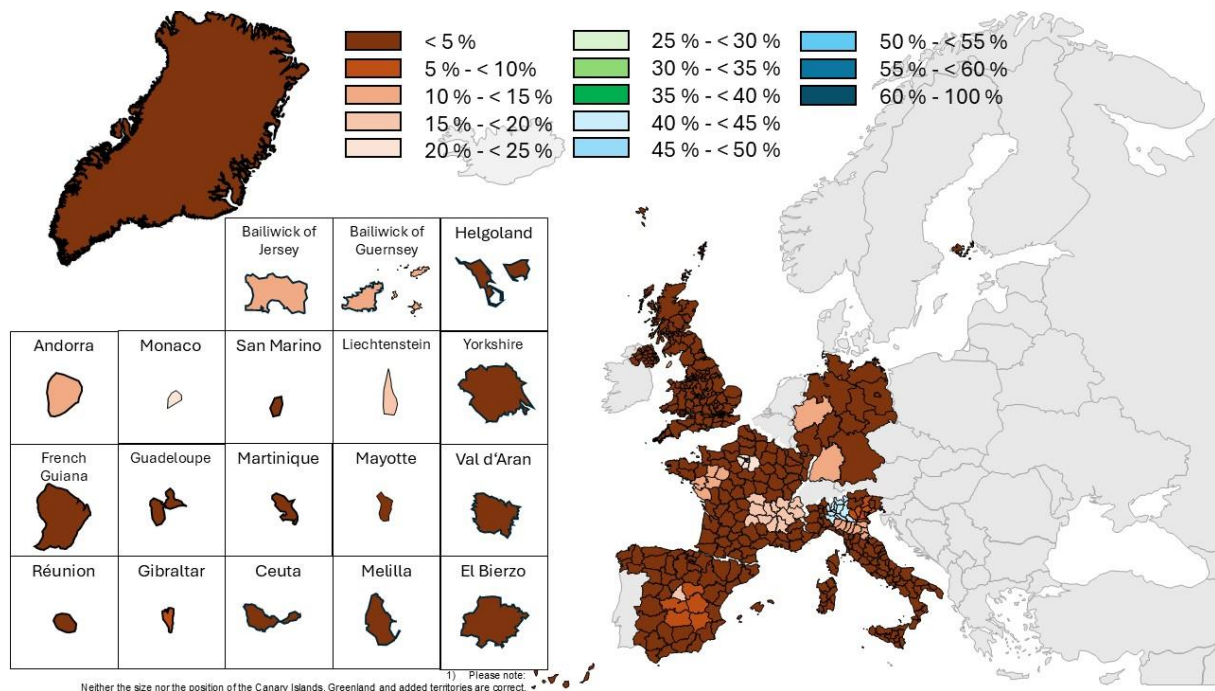 < 5 %
5 % - < 10%
10 % - < 15%
15 % - < 20%
20 % - < 25 %
25 % - < 30 %
30 % - < 35%
35 % - < 40%
40 % - < 45%
45 % - < 50 %
50 % - < 55%
55 % - < 60%
60 % - 100 %
Bailiwick of
Jersey
Bailiwick of
Guernsey
Helgoland
Andorra
Monaco
San Marino
Liechtenstein
Yorkshire
French
Guiana
Guadeloupe
Martinique
Mayotte
Val d‘Aran
Réunion
Gibraltar
Ceuta
Melilla
El Bierzo
1) Please note:
Neither the size nor the position of the Canary Islands, Greenland and added territories are correct.